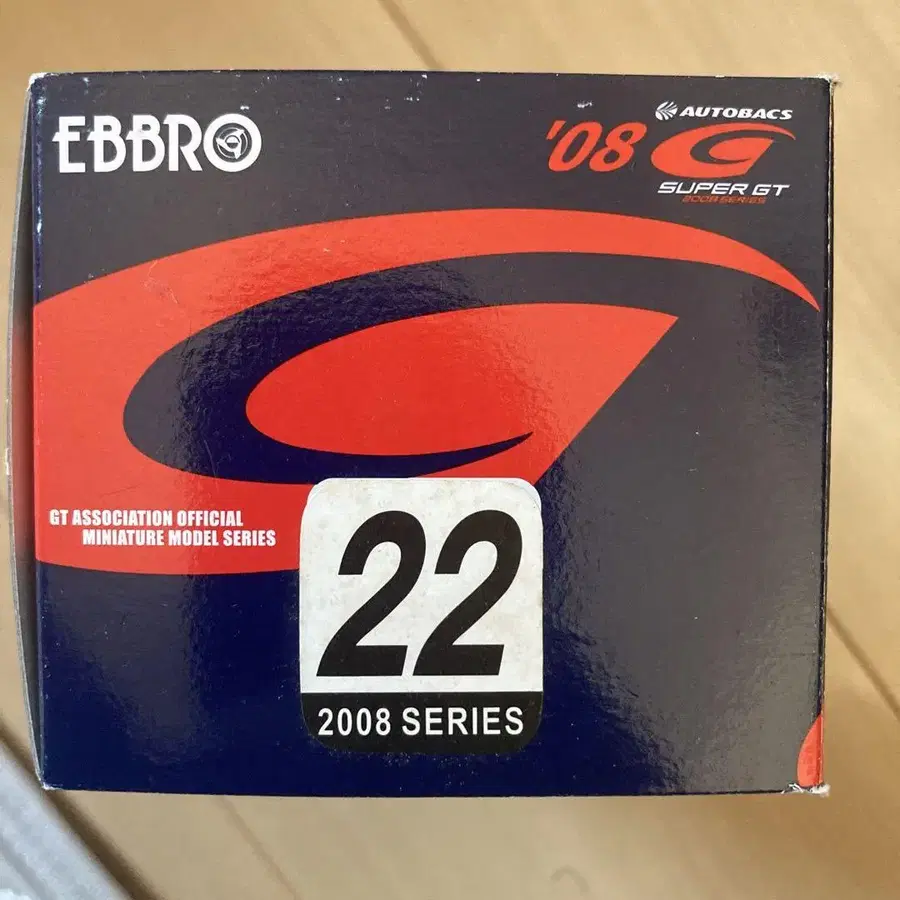 EBBRO
'08
AUTOBACS
SUPER GT
2008 SERIES
GT ASSOCIATION OFFICIAL
MINIATURE MODEL SERIES
22
2008 SERIES